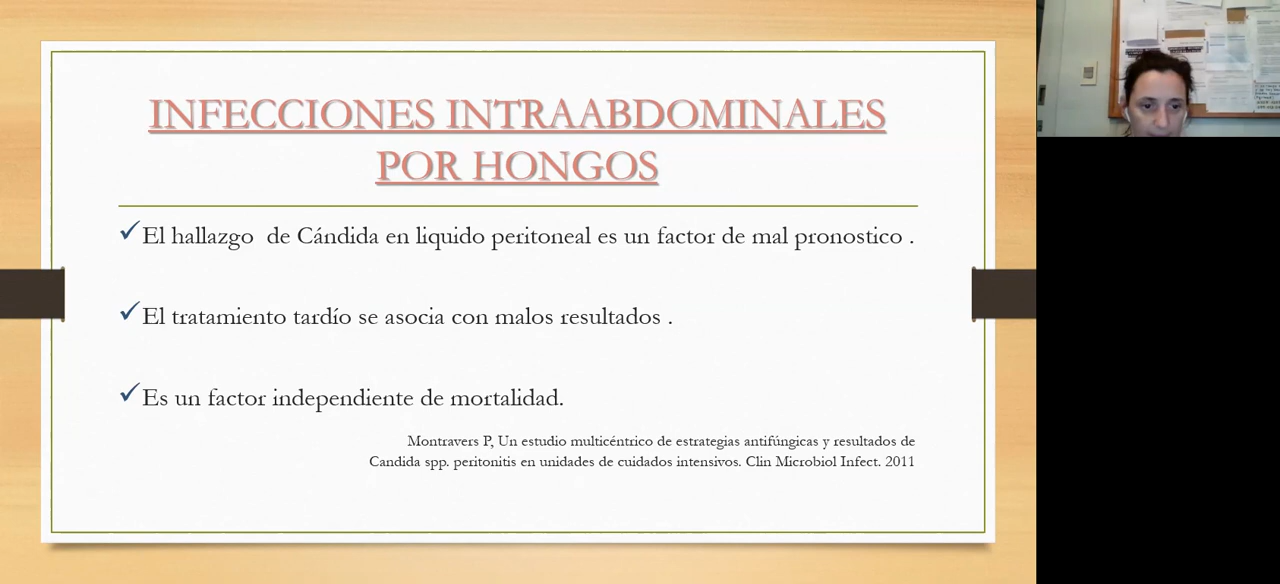 INFECCIONES INTRAABDOMINALES
POR HONGOS
El hallazgo de Cándida en liquido peritoneal es un factor de mal pronostico .
El tratamiento tardío se asocia con malos resultados .
Es un factor independiente de mortalidad.
Montravers P, Un estudio multicéntrico de estrategias antifúngicas y resultados de
Candida spp. peritonitis en unidades de cuidados intensivos. Clin Microbiol Infect. 2011